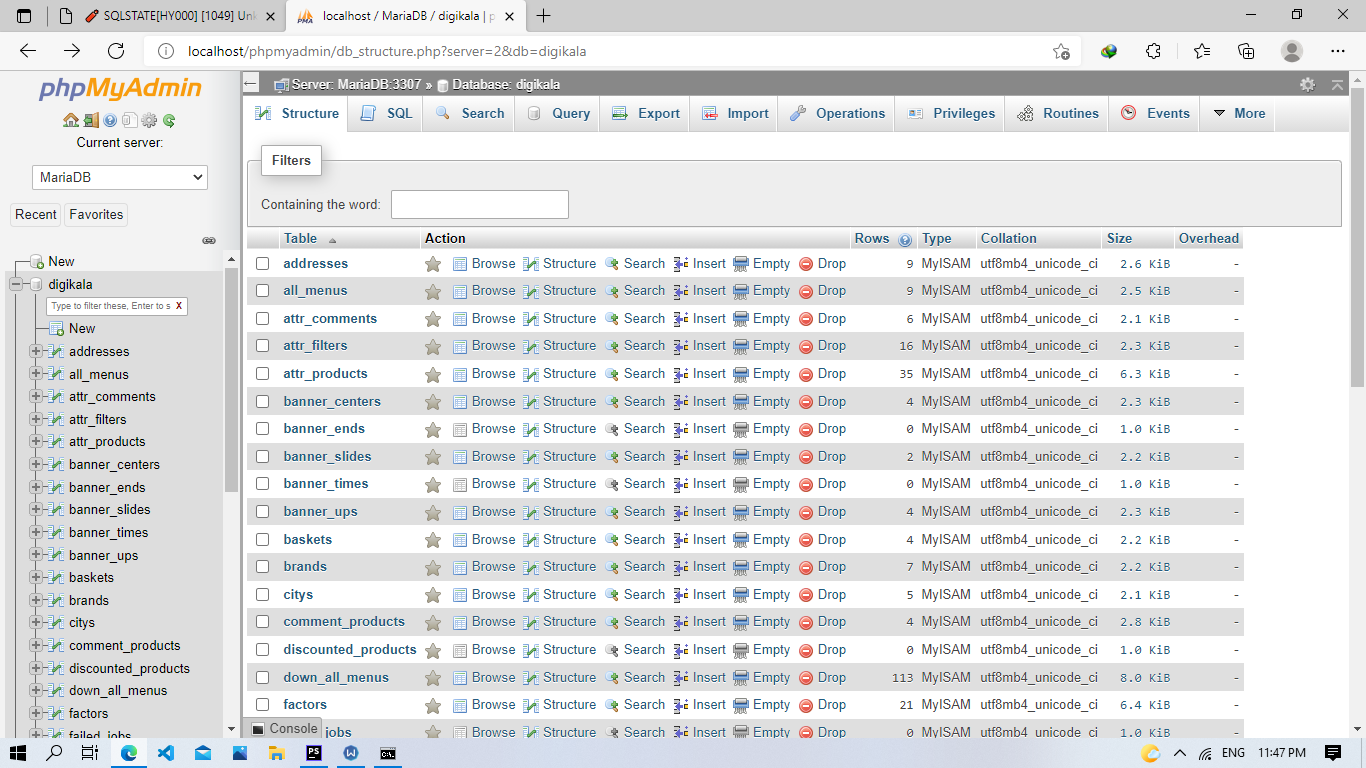 SQLSTATE[HY000] [1049] Unk
localhost / MariaDB / digikala | p
localhost/phpmyadmin/db_structure.php?server=2&db=digikala
phpMyAdmin
Current server:
MariaDB
Recent Favorites
New
digikala
Type to filter these, Enter to s X
New
addresses
all_menus
attr_comments
attr_filters
attr_products
banner_centers
banner_ends
banner_slides
banner_times
banner_ups
baskets
brands
citys
comment_products
discounted_products
down_all_menus
factors
failed_jobs
Server: MariaDB:3307 » Database: digikala
Structure SQL Search Query Export Import Operations Privileges Routines Events More
Filters
Containing the word:
Table Action Rows Type Collation Size Overhead
addresses Browse Structure Search Insert Empty Drop 9 MyISAM utf8mb4_unicode_ci 2.6 KiB -
all_menus Browse Structure Search Insert Empty Drop 9 MyISAM utf8mb4_unicode_ci 2.5 KiB -
attr_comments Browse Structure Search Insert Empty Drop 6 MyISAM utf8mb4_unicode_ci 2.1 KiB -
attr_filters Browse Structure Search Insert Empty Drop 16 MyISAM utf8mb4_unicode_ci 2.3 KiB -
attr_products Browse Structure Search Insert Empty Drop 35 MyISAM utf8mb4_unicode_ci 6.3 KiB -
banner_centers Browse Structure Search Insert Empty Drop 4 MyISAM utf8mb4_unicode_ci 2.3 KiB -
banner_ends Browse Structure Search Insert Empty Drop 0 MyISAM utf8mb4_unicode_ci 1.0 KiB -
banner_slides Browse Structure Search Insert Empty Drop 2 MyISAM utf8mb4_unicode_ci 2.2 KiB -
banner_times Browse Structure Search Insert Empty Drop 0 MyISAM utf8mb4_unicode_ci 1.0 KiB -
banner_ups Browse Structure Search Insert Empty Drop 4 MyISAM utf8mb4_unicode_ci 2.3 KiB -
baskets Browse Structure Search Insert Empty Drop 4 MyISAM utf8mb4_unicode_ci 2.2 KiB -
brands Browse Structure Search Insert Empty Drop 7 MyISAM utf8mb4_unicode_ci 2.2 KiB -
citys Browse Structure Search Insert Empty Drop 5 MyISAM utf8mb4_unicode_ci 2.1 KiB -
comment_products Browse Structure Search Insert Empty Drop 4 MyISAM utf8mb4_unicode_ci 2.8 KiB -
discounted_products Browse Structure Search Insert Empty Drop 0 MyISAM utf8mb4_unicode_ci 1.0 KiB -
down_all_menus Browse Structure Search Insert Empty Drop 113 MyISAM utf8mb4_unicode_ci 8.0 KiB -
factors Browse Structure Search Insert Empty Drop 21 MyISAM utf8mb4_unicode_ci 6.4 KiB -
jobs Browse Structure Search Insert Empty Drop 0 MyISAM utf8mb4_unicode_ci 1.0 KiB -
Console
ENG 11:47 PM